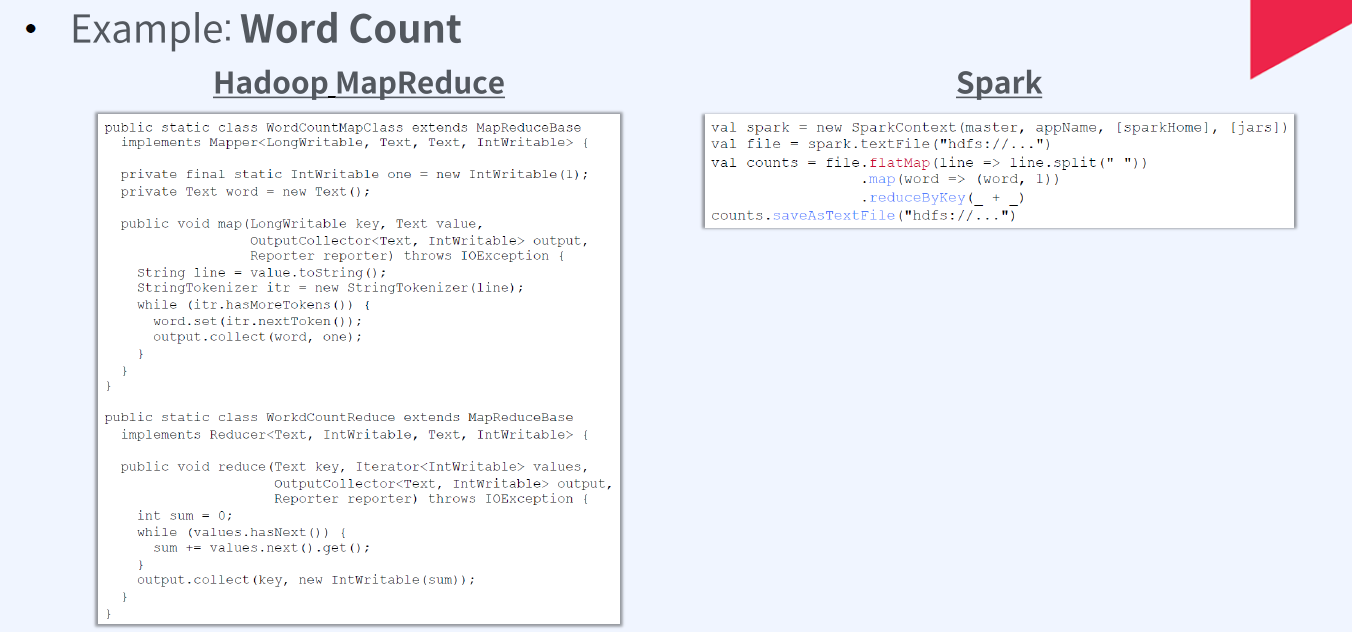 • Example: Word Count
Hadoop MapReduce
public static class WordCountMapClass extends MapReduceBase
  implements Mapper<LongWritable, Text, Text, IntWritable> {
  private final static IntWritable one = new IntWritable(1);
  private Text word = new Text();
  public void map(LongWritable key, Text value,
                  OutputCollector<Text, IntWritable> output,
                  Reporter reporter) throws IOException {
    String line = value.toString();
    StringTokenizer itr = new StringTokenizer(line);
    while (itr.hasMoreTokens()) {
      word.set(itr.nextToken());
      output.collect(word, one);
    }
  }
}
public static class WorkdCountReduce extends MapReduceBase
  implements Reducer<Text, IntWritable, Text, IntWritable> {
  public void reduce(Text key, Iterator<IntWritable> values,
                     OutputCollector<Text, IntWritable> output,
                     Reporter reporter) throws IOException {
    int sum = 0;
    while (values.hasNext()) {
      sum += values.next().get();
    }
    output.collect(key, new IntWritable(sum));
  }
}
Spark
val spark = new SparkContext(master, appName, [sparkHome], [jars])
val file = spark.textFile("hdfs://...")
val counts = file.flatMap(line => line.split(" "))
                 .map(word => (word, 1))
                 .reduceByKey(_ + _)
counts.saveAsTextFile("hdfs://...")